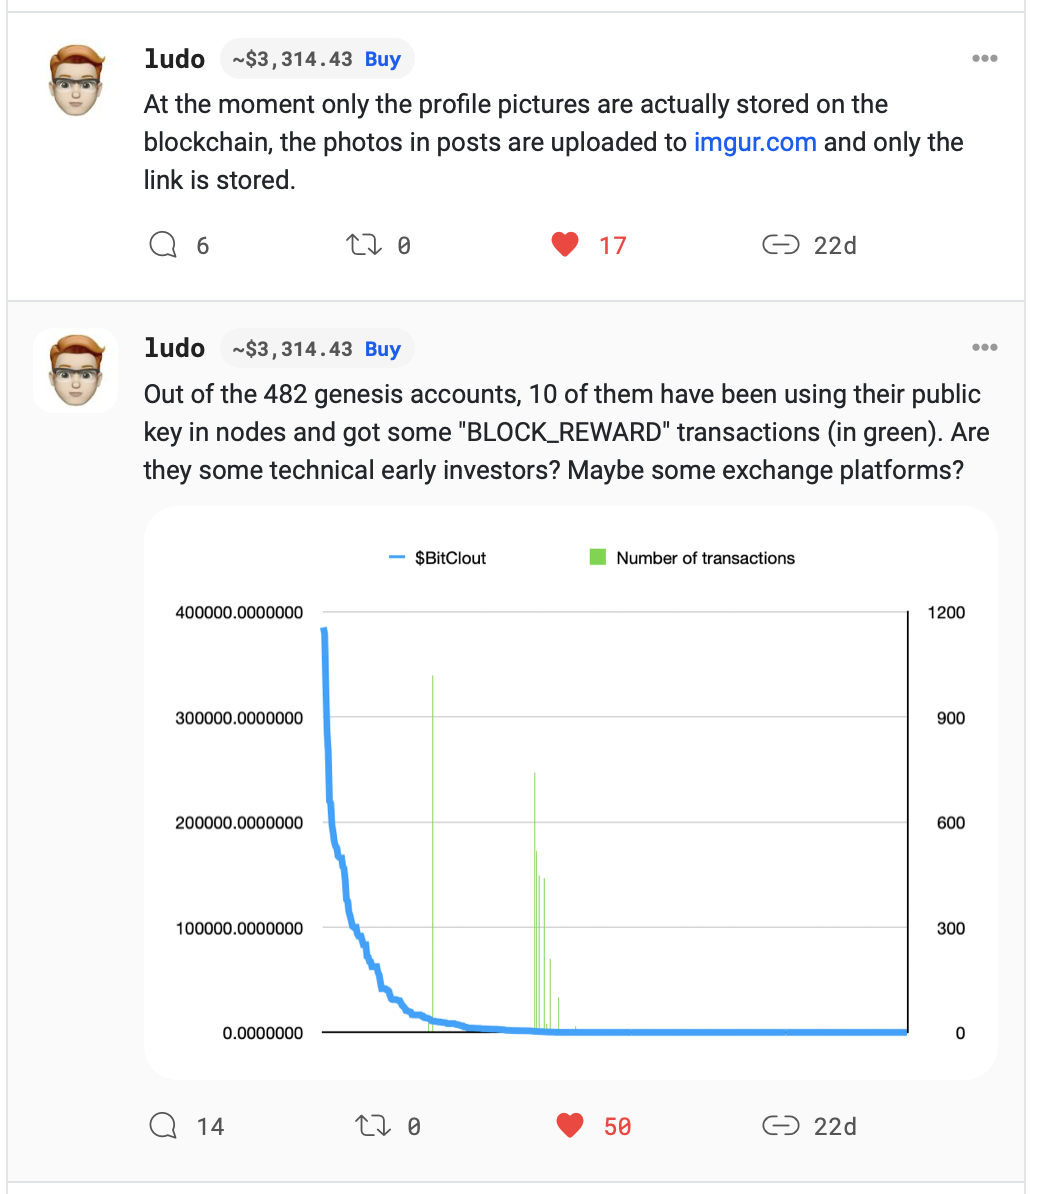 ludo ~$3,314.43 Buy
At the moment only the profile pictures are actually stored on the
blockchain, the photos in posts are uploaded to imgur.com and only the
link is stored.
6 0 17 22d
ludo ~$3,314.43 Buy
Out of the 482 genesis accounts, 10 of them have been using their public
key in nodes and got some "BLOCK_REWARD" transactions (in green). Are
they some technical early investors? Maybe some exchange platforms?
$BitClout Number of transactions
400000.0000000 1200
300000.0000000 900
200000.0000000 600
100000.0000000 300
0.0000000 0
14 0 50 22d